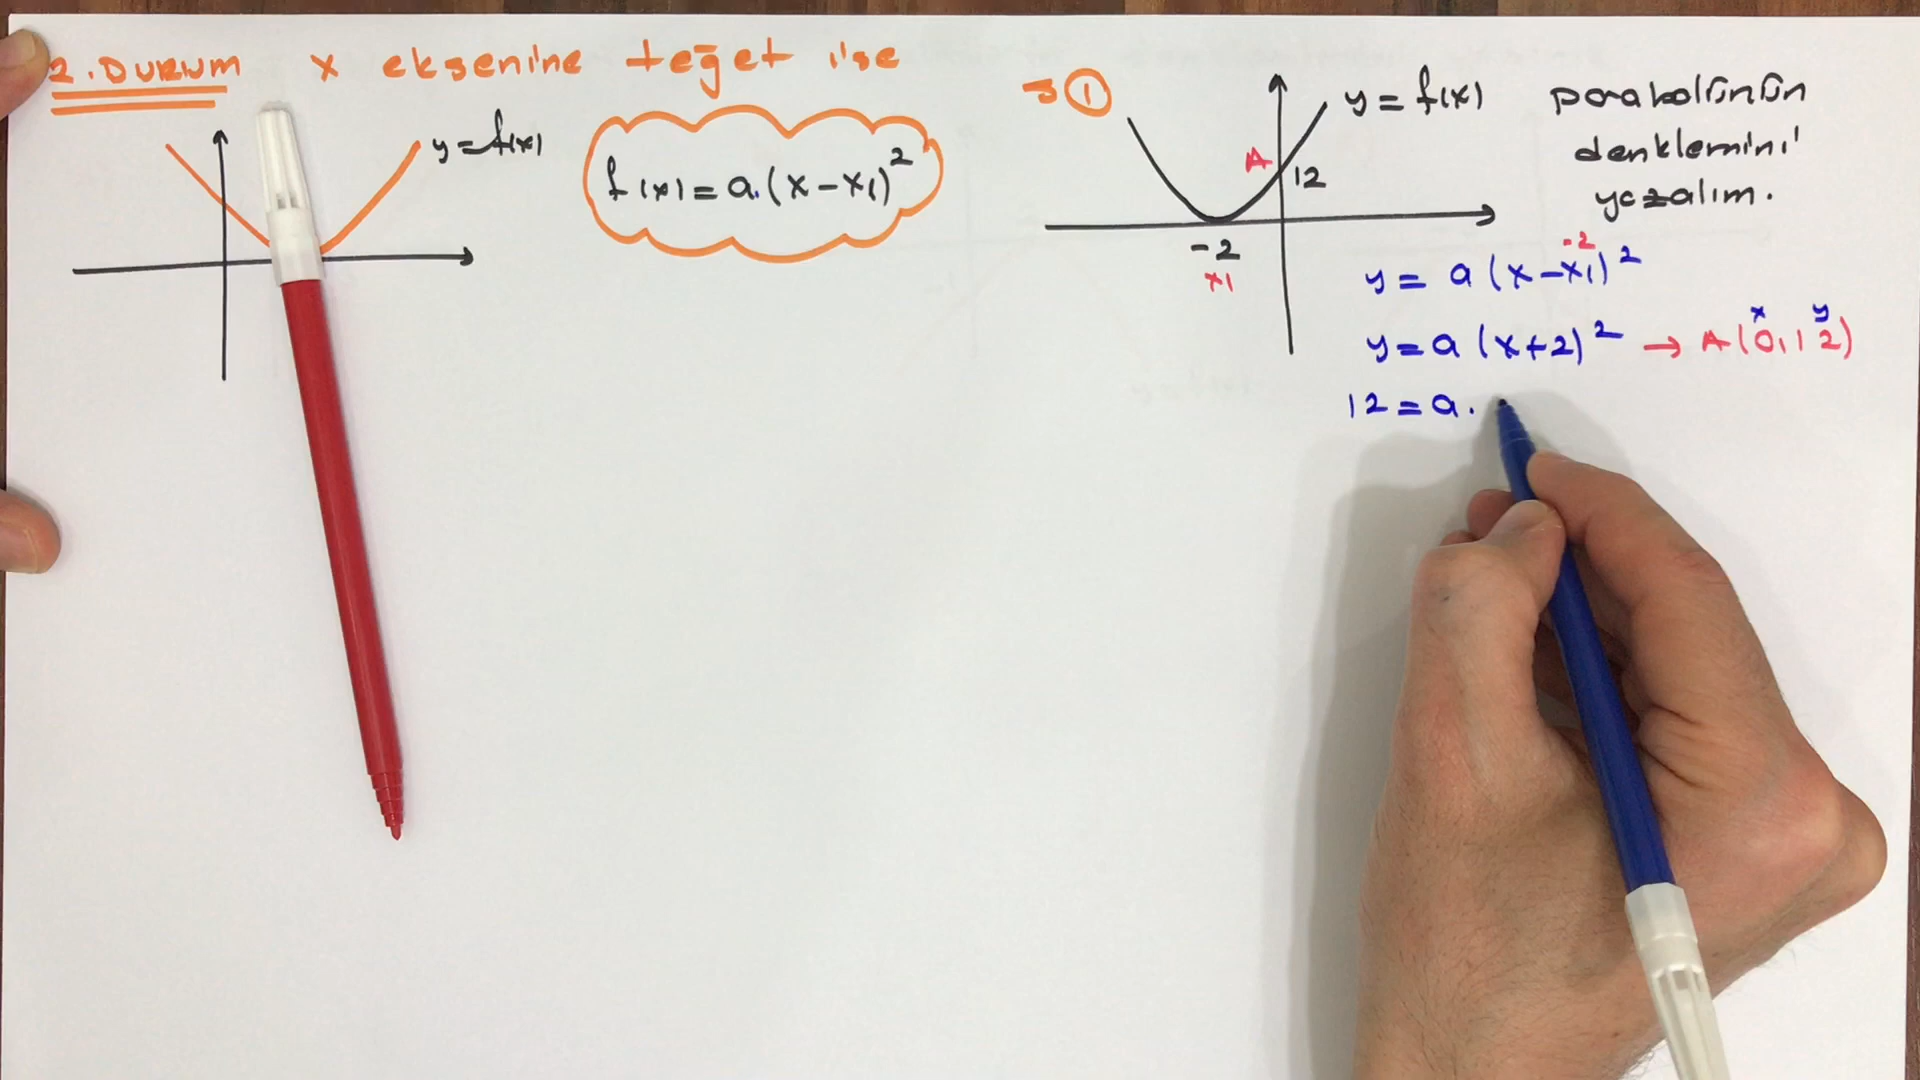 2. DURUM x eksenine teğet ise
y = f(x)
f(x) = a.(x-x1)²
S 1
y = f(x)
A
12
-2
x1
parabolünün
denklemini
yazalım.
-2
y = a(x-x1)²
x y
y = a(x+2)² → A(0,12)
12 = a.